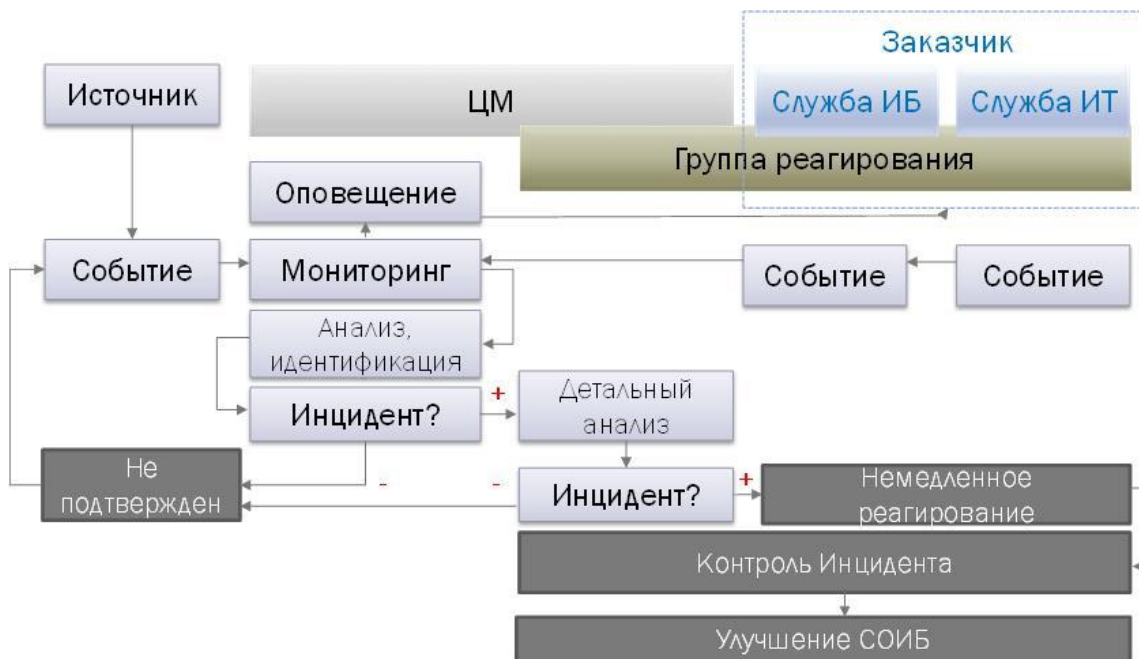 Заказчик
Источник
ЦМ
Служба ИБ
Служба ИТ
Группа реагирования
Оповещение
Событие
Мониторинг
Событие
Событие
Анализ,
идентификация
Инцидент?
+
Детальный
анализ
Не
подтвержден
-
-
Инцидент?
+
Немедленное
реагирование
Контроль Инцидента
Улучшение СОИБ